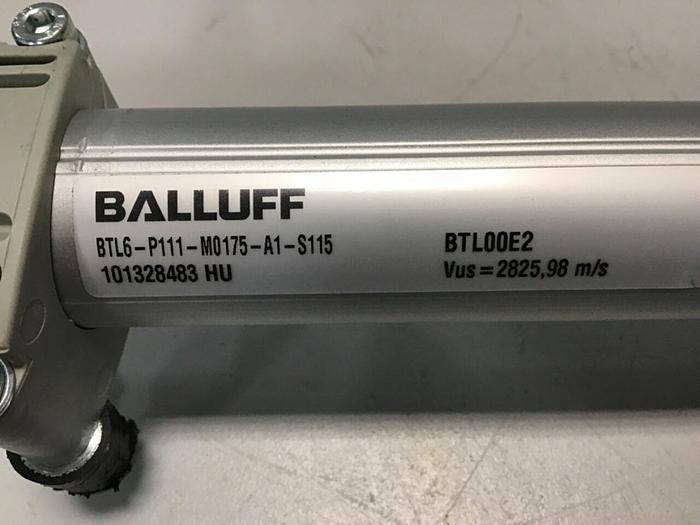 BALLUFF
BTL6-P111-M0175-A1-S115
101328483 HU
BTL00E2
Vus=2825,98 m/s